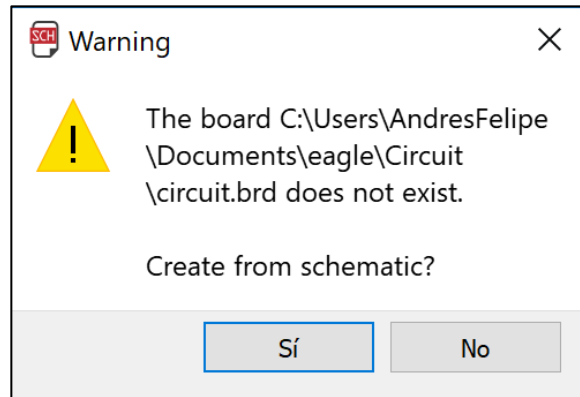 SCH Warning
!
The board C:\Users\AndresFelipe
\Documents\eagle\Circuit
\circuit.brd does not exist.
Create from schematic?
Sí No